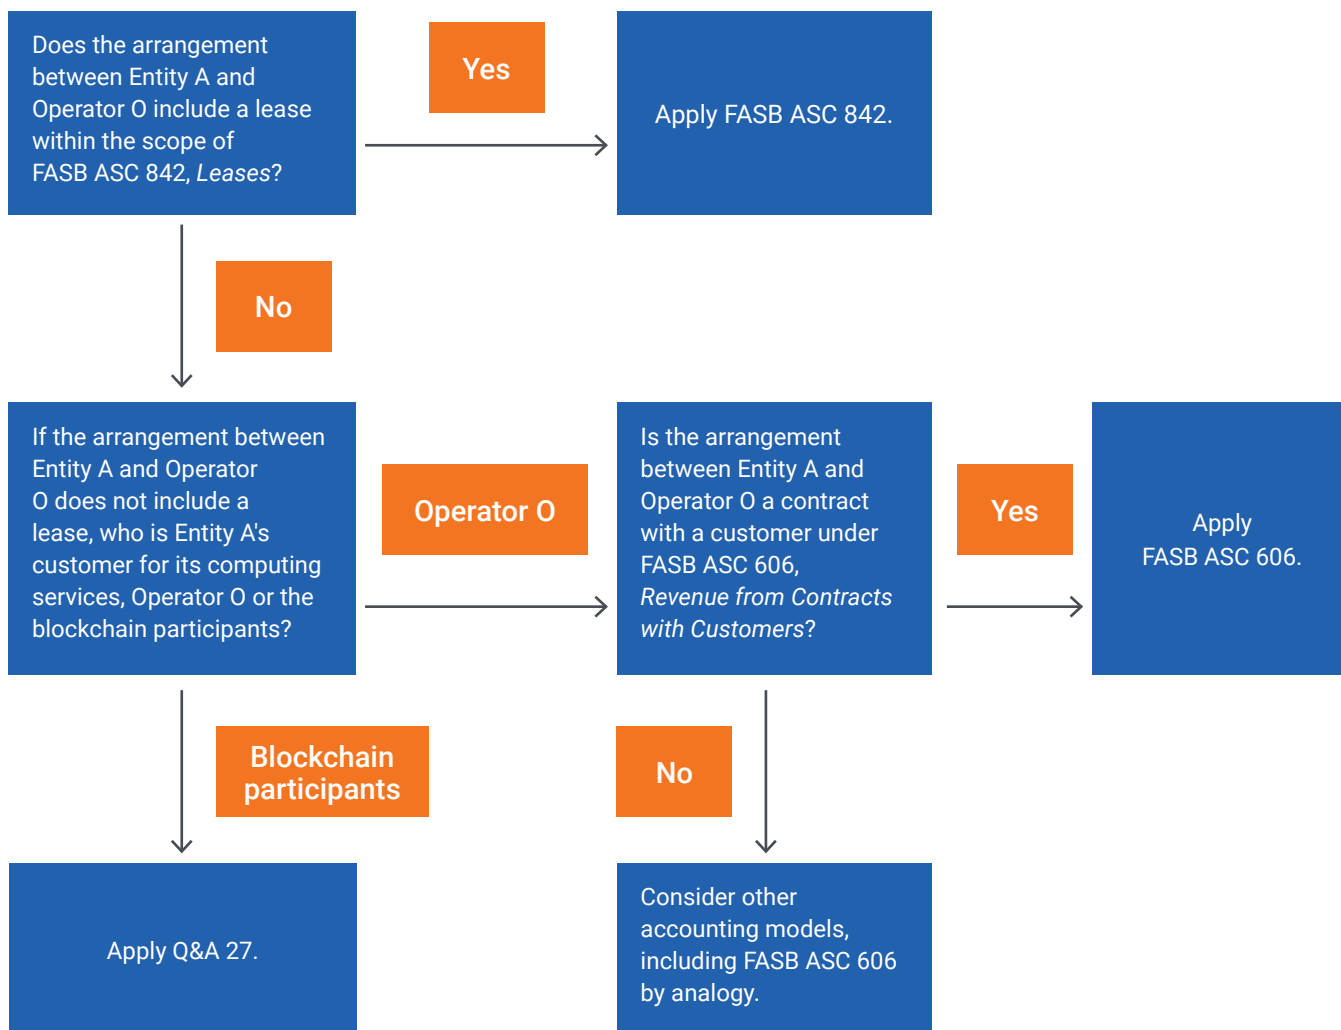 Does the arrangement
between Entity A and
Operator O include a lease
within the scope of
FASB ASC 842, Leases?
Yes
Apply FASB ASC 842.
No
If the arrangement between
Entity A and Operator
O does not include a
lease, who is Entity A's
customer for its computing
services, Operator O or the
blockchain participants?
Operator O
Is the arrangement
between Entity A and
Operator O a contract
with a customer under
FASB ASC 606,
Revenue from Contracts
with Customers?
Yes
Apply
FASB ASC 606.
Blockchain
participants
No
Apply Q&A 27.
Consider other
accounting models,
including FASB ASC 606
by analogy.